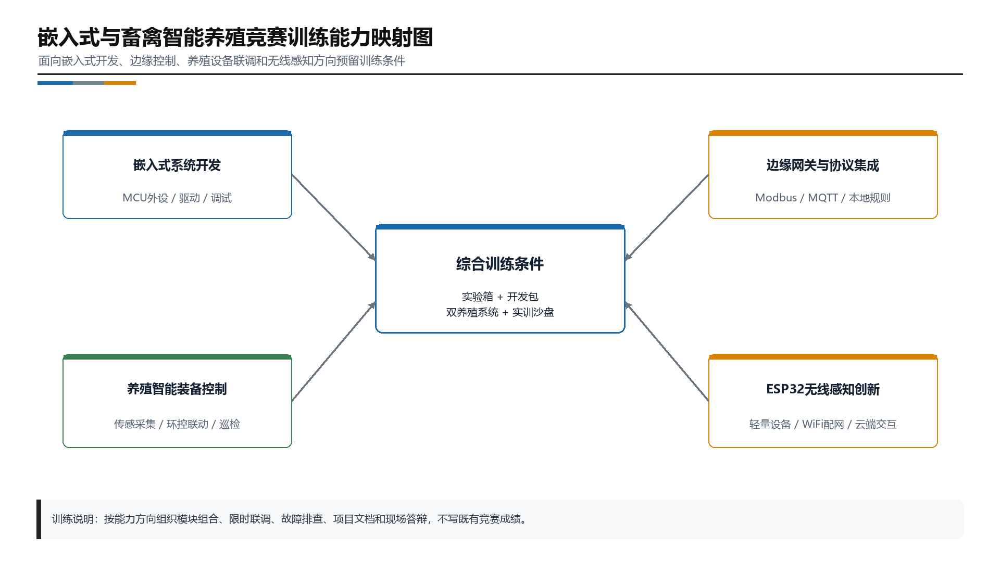 嵌入式与畜禽智能养殖竞赛训练能力映射图
面向嵌入式开发、边缘控制、养殖设备联调和无线感知方向预留训练条件
嵌入式系统开发
MCU外设 / 驱动 / 调试
边缘网关与协议集成
Modbus / MQTT / 本地规则
综合训练条件
实验箱 + 开发包
双养殖系统 + 实训沙盘
养殖智能装备控制
传感采集 / 环控联动 / 巡检
ESP32无线感知创新
轻量设备 / WiFi配网 / 云端交互
训练说明：按能力方向组织模块组合、限时联调、故障排查、项目文档和现场答辩，不写既有竞赛成绩。